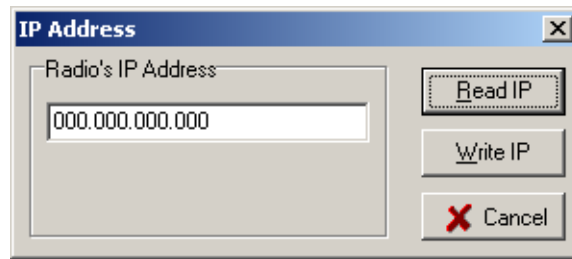 IP Address
Radio's IP Address
000.000.000.000
Read IP
Write IP
Cancel